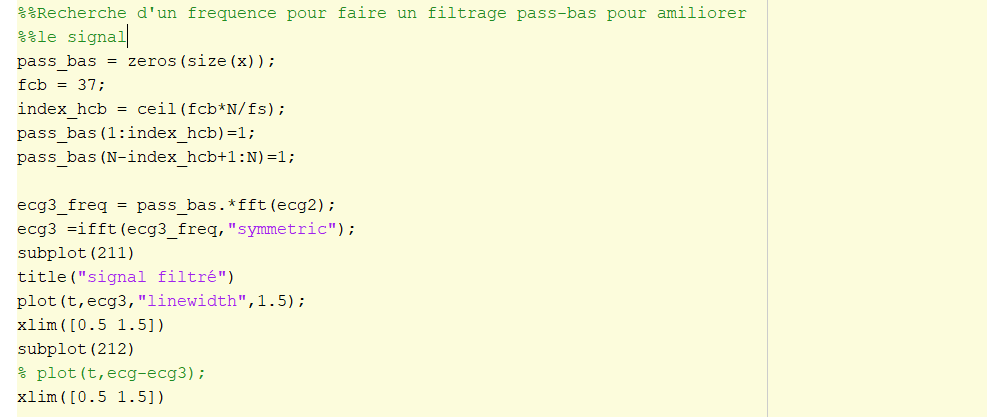 %%Recherche d'un frequence pour faire un filtrage pass-bas pour amiliorer
%%le signal
pass_bas = zeros(size(x));
fcb = 37;
index_hcb = ceil(fcb*N/fs);
pass_bas(1:index_hcb)=1;
pass_bas(N-index_hcb+1:N)=1;
ecg3_freq = pass_bas.*fft(ecg2);
ecg3 =ifft(ecg3_freq,"symmetric");
subplot(211)
title("signal filtré")
plot(t,ecg3,"linewidth",1.5);
xlim([0.5 1.5])
subplot(212)
% plot(t,ecg-ecg3);
xlim([0.5 1.5])